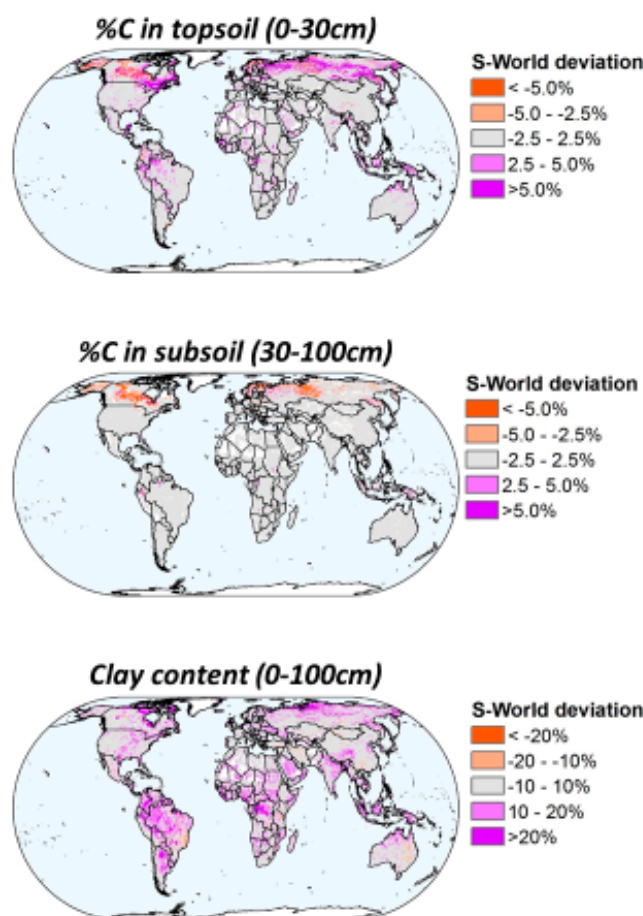 %C in topsoil (0-30cm)
S-World deviation
< -5.0%
-5.0 - -2.5%
-2.5 - 2.5%
2.5 - 5.0%
>5.0%
%C in subsoil (30-100cm)
S-World deviation
< -5.0%
-5.0 - -2.5%
-2.5 - 2.5%
2.5 - 5.0%
>5.0%
Clay content (0-100cm)
S-World deviation
< -20%
-20 - -10%
-10 - 10%
10 - 20%
>20%